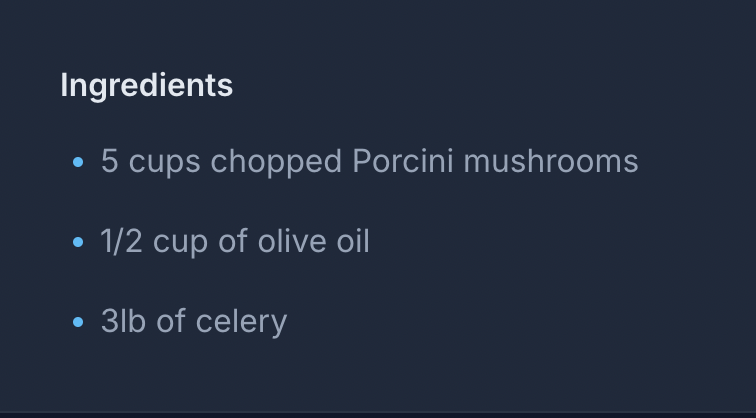 Ingredients
5 cups chopped Porcini mushrooms
1/2 cup of olive oil
3lb of celery